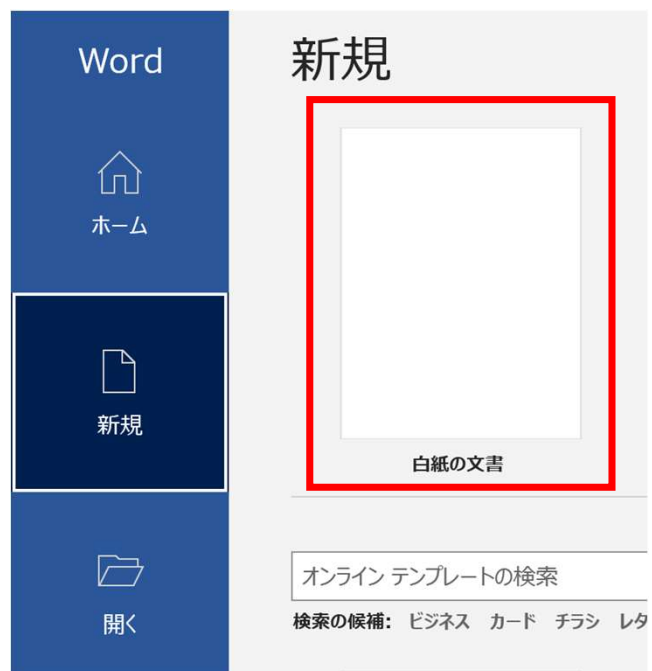 Word
ホーム
新規
開く
新規
白紙の文書
オンライン テンプレートの検索
検索の候補: ビジネス カード チラシ レタ